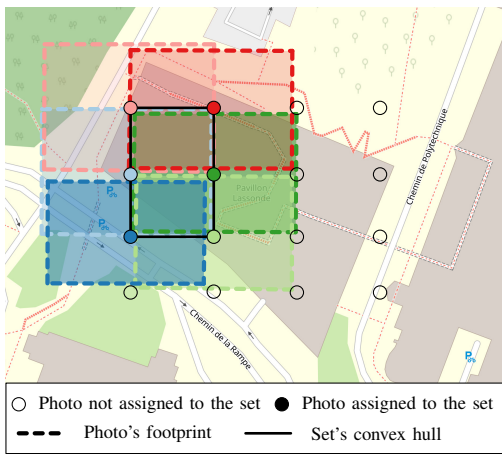 Chemin de Polytechnique
Pavillon
Lassonde
P
P
Chemin de la Rampe
P
Photo not assigned to the set
Photo assigned to the set
Photo's footprint
Set's convex hull